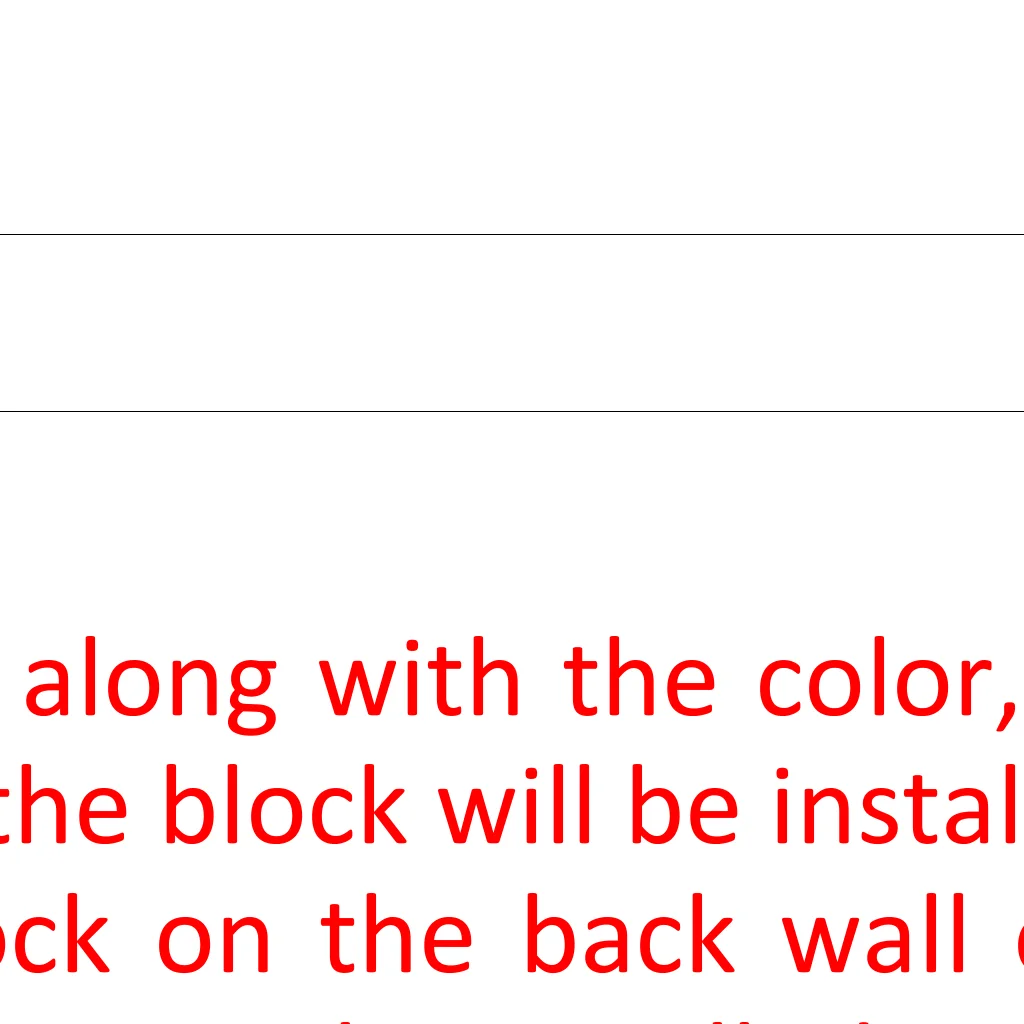 along with the color,
the block will be instal
ock on the back wall